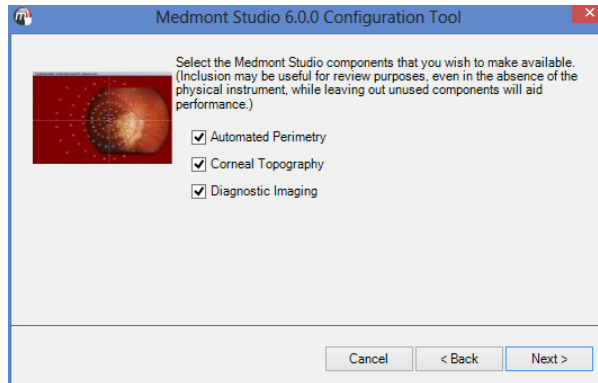 Medmont Studio 6.0.0 Configuration Tool
Select the Medmont Studio components that you wish to make available.
(Inclusion may be useful for review purposes, even in the absence of the
physical instrument, while leaving out unused components will aid
performance.)
Automated Perimetry
Corneal Topography
Diagnostic Imaging
Cancel
< Back
Next >